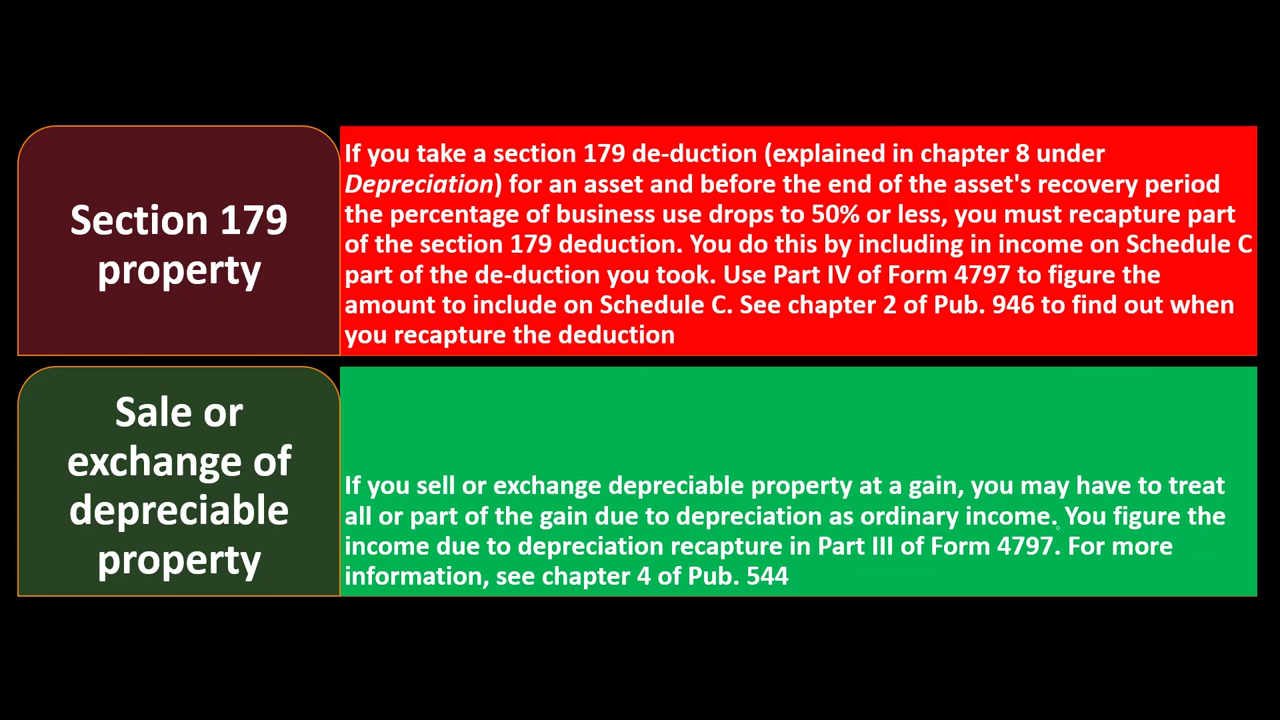 Section 179
property
If you take a section 179 de-duction (explained in chapter 8 under
Depreciation) for an asset and before the end of the asset's recovery period
the percentage of business use drops to 50% or less, you must recapture part
of the section 179 deduction. You do this by including in income on Schedule C
part of the de-duction you took. Use Part IV of Form 4797 to figure the
amount to include on Schedule C. See chapter 2 of Pub. 946 to find out when
you recapture the deduction
Sale or
exchange of
depreciable
property
If you sell or exchange depreciable property at a gain, you may have to treat
all or part of the gain due to depreciation as ordinary income. You figure the
income due to depreciation recapture in Part III of Form 4797. For more
information, see chapter 4 of Pub. 544